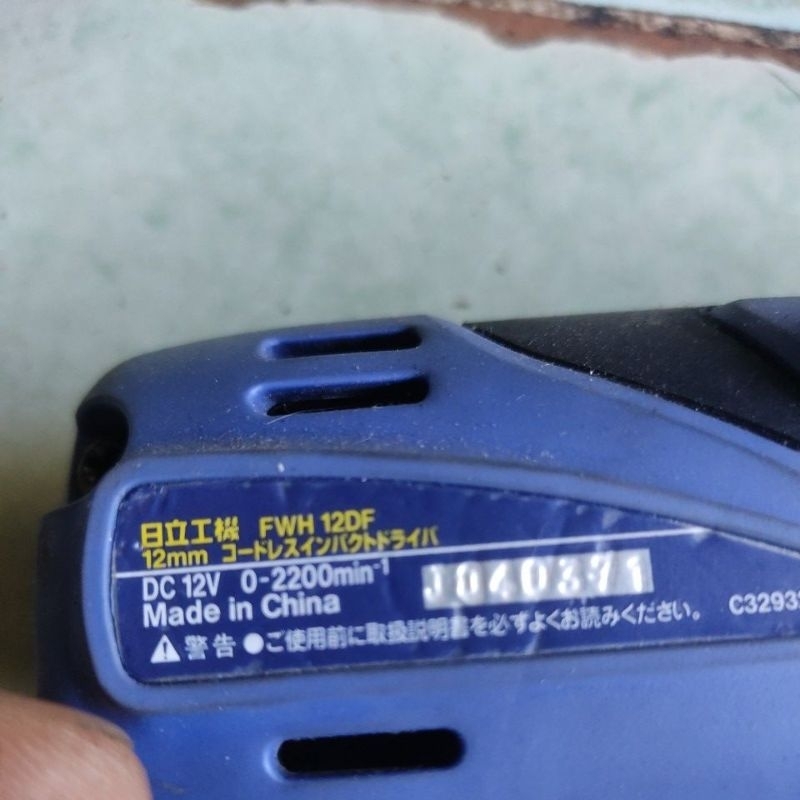 日立工機 FWH 12DF
12mm コードレスインパクトドライバ
DC 12V 0-2200min⁻¹ J040371
Made in China
⚠ 警告 ●ご使用前に取扱説明書を必ずよくお読みください。